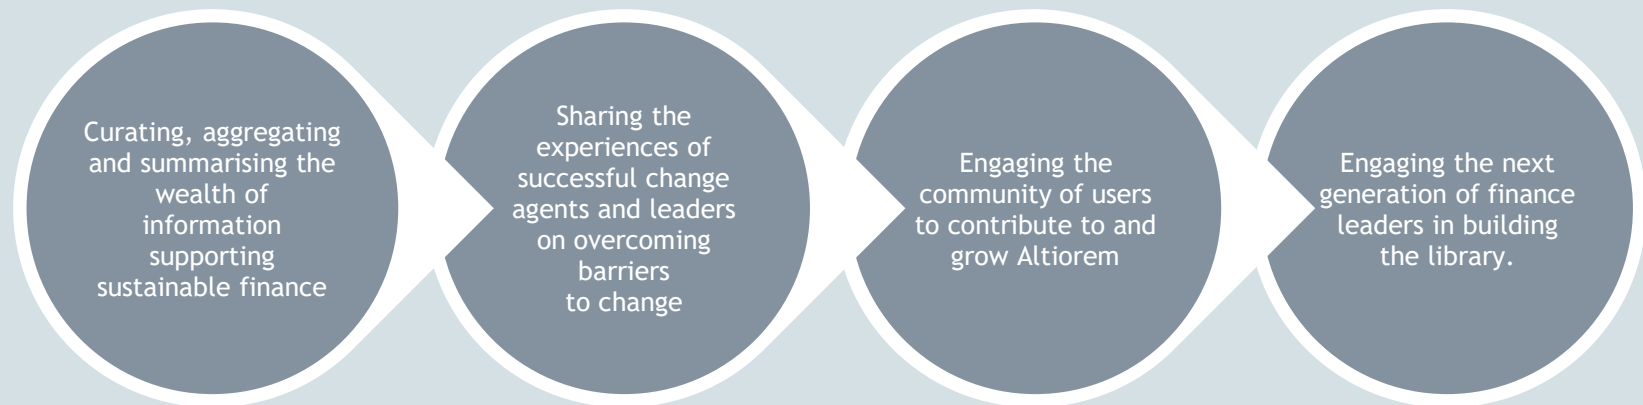 Curating, aggregating
and summarising the
wealth of
information
supporting
sustainable finance
Sharing the
experiences of
successful change
agents and leaders
on overcoming
barriers
to change
Engaging the
community of users
to contribute to and
grow Altiorem
Engaging the next
generation of finance
leaders in building
the library.